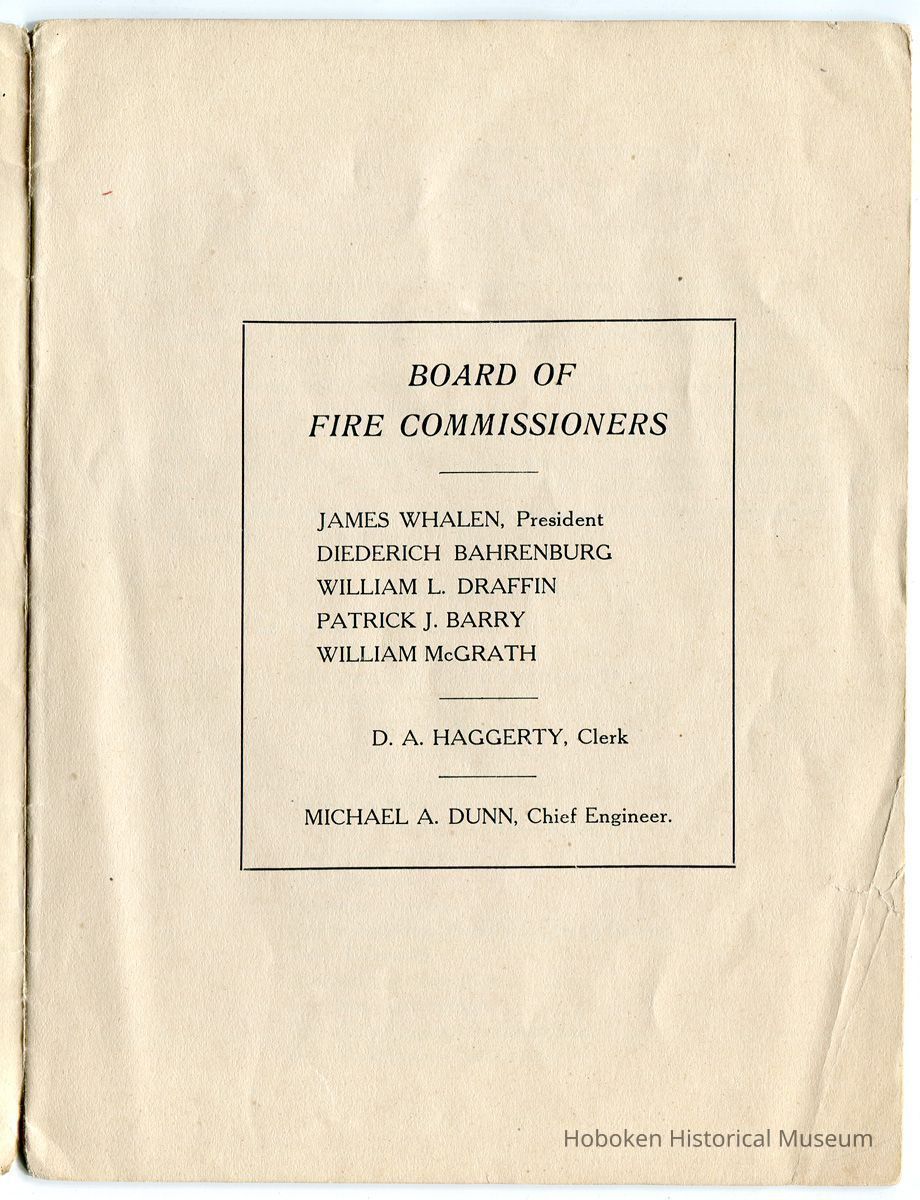 BOARD OF
FIRE COMMISSIONERS
JAMES WHALEN, President
DIEDERICH BAHRENBURG
WILLIAM L. DRAFFIN
PATRICK J. BARRY
WILLIAM McGRATH
D. A. HAGGERTY, Clerk
MICHAEL A. DUNN, Chief Engineer.
Hoboken Historical Museum